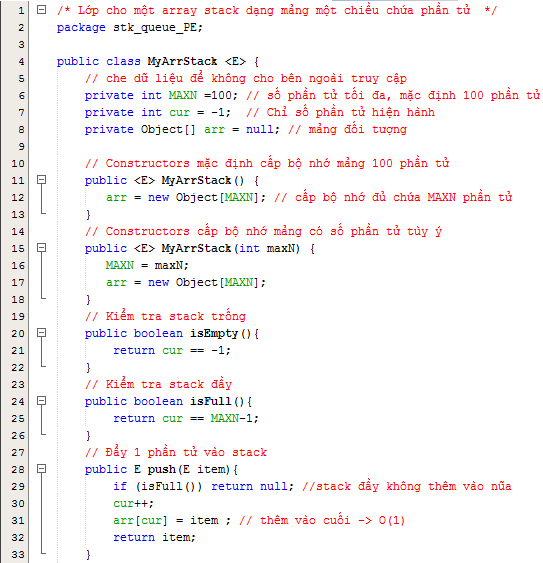 1 /* Lớp cho một array stack dạng mảng một chiều chứa phần tử */
2 package stk_queue_PE;
3
4 public class MyArrStack <E> {
5 // che dữ liệu để không cho bên ngoài truy cập
6 private int MAXN =100; // số phần tử tối đa, mặc định 100 phần tử
7 private int cur = -1; // Chỉ số phần tử hiện hành
8 private Object[] arr = null; // mảng đối tượng
9
10 // Constructors mặc định cấp bộ nhớ mảng 100 phần tử
11 public <E> MyArrStack() {
12 arr = new Object[MAXN]; // cấp bộ nhớ đủ chứa MAXN phần tử
13 }
14 // Constructors cấp bộ nhớ mảng có số phần tử tùy ý
15 public <E> MyArrStack(int maxN) {
16 MAXN = maxN;
17 arr = new Object[MAXN];
18 }
19 // Kiểm tra stack trống
20 public boolean isEmpty(){
21 return cur == -1;
22 }
23 // Kiểm tra stack đầy
24 public boolean isFull(){
25 return cur == MAXN-1;
26 }
27 // Đẩy 1 phần tử vào stack
28 public E push(E item){
29 if (isFull()) return null; //stack đầy không thêm vào nũa
30 cur++;
31 arr[cur] = item ; // thêm vào cuối -> O(1)
32 return item;
33 }